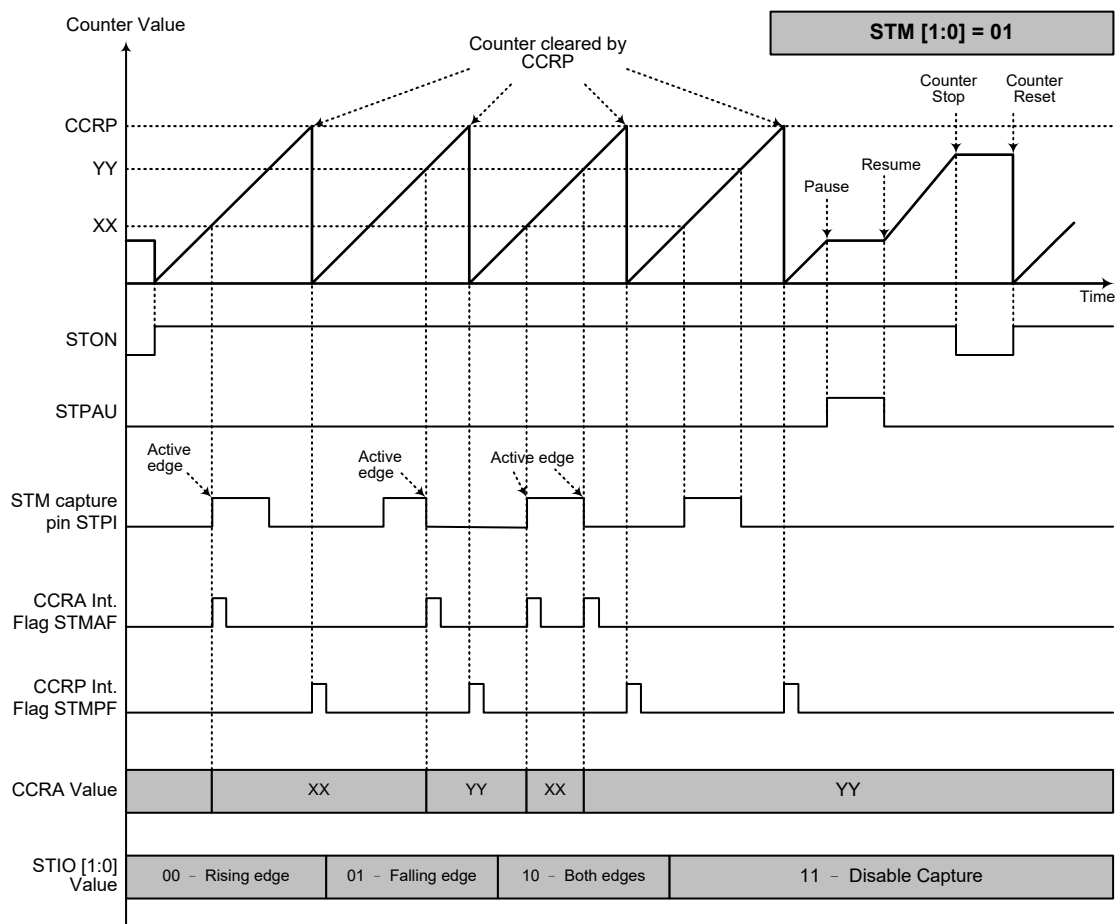 Counter Value
STM [1:0] = 01
Counter cleared by
CCRP
Counter
Stop
Counter
Reset
CCRP
YY
XX
Pause
Resume
Time
STON
STPAU
Active
edge
Active
edge
Active edge
STM capture
pin STPI
CCRA Int.
Flag STMAF
CCRP Int.
Flag STMPF
CCRA Value
XX
YY
XX
YY
STIO [1:0]
Value
00 – Rising edge
01 – Falling edge
10 – Both edges
11 – Disable Capture